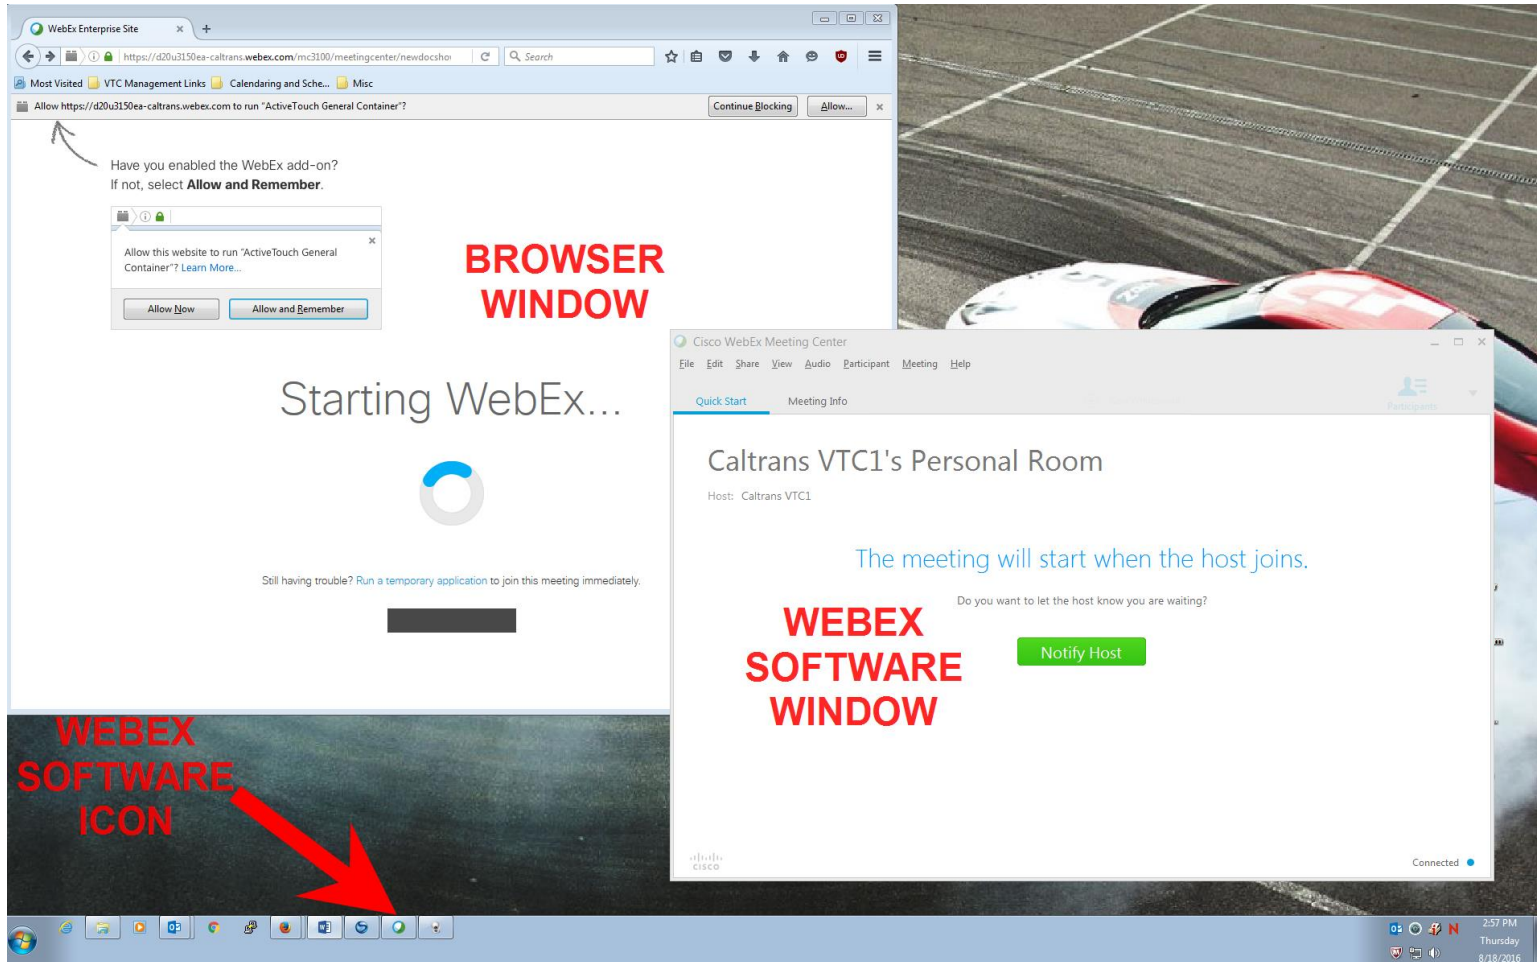 WebEx Enterprise Site
https://d20u3150ea-caltrans.webex.com/mc3100/meetingcenter/newdocshor
Search
Most Visited VTC Management Links Calendaring and Sche... Misc
Allow https://d20u3150ea-caltrans.webex.com to run "ActiveTouch General Container"?
Continue Blocking Allow...
Have you enabled the WebEx add-on?
If not, select Allow and Remember.
Allow this website to run "ActiveTouch General
Container"? Learn More...
Allow Now Allow and Remember
BROWSER
WINDOW
Starting WebEx...
Still having trouble? Run a temporary application to join this meeting immediately.
Cisco WebEx Meeting Center
File Edit Share View Audio Participant Meeting Help
Quick Start Meeting Info
Participants
Caltrans VTC1's Personal Room
Host: Caltrans VTC1
The meeting will start when the host joins.
Do you want to let the host know you are waiting?
Notify Host
WEBEX
SOFTWARE
WINDOW
CISCO
Connected
WEBEX
SOFTWARE
ICON
2:57 PM
Thursday
8/18/2016